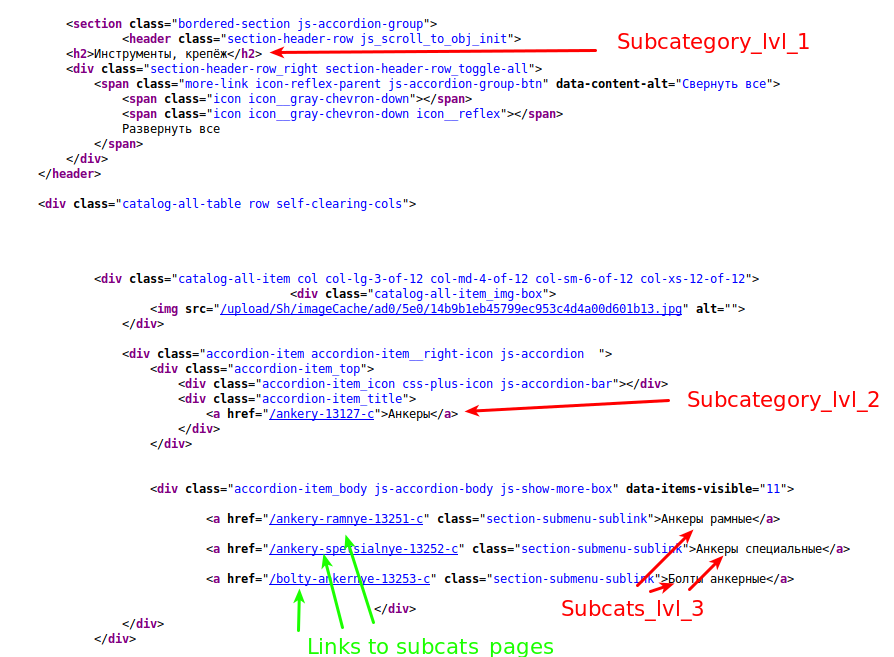 <section class="bordered-section js-accordion-group">
<header class="section-header-row js_scroll_to_obj_init">
Subcategory_lvl_1
<h2>Инструменты, крепёж</h2>
<div class="section-header-row_right section-header-row_toggle-all">
<span class="more-link icon-reflex-parent js-accordion-group-btn" data-content-alt="Свернуть все">
<span class="icon icon__gray-chevron-down"></span>
<span class="icon icon__gray-chevron-down icon__reflex"></span>
Развернуть все
</span>
</div>
</header>
<div class="catalog-all-table row self-clearing-cols">
<div class="catalog-all-item col col-lg-3-of-12 col-md-4-of-12 col-sm-6-of-12 col-xs-12-of-12">
<div class="catalog-all-item_img-box">
<img src="/upload/Sh/imageCache/ad0/5e0/14b9b1eb45799ec953c4d4a00d601b13.jpg" alt="">
</div>
<div class="accordion-item accordion-item__right-icon js-accordion  ">
<div class="accordion-item_top">
<div class="accordion-item_icon css-plus-icon js-accordion-bar"></div>
<div class="accordion-item_title">
Subcategory_lvl_2
<a href="/ankery-13127-c">Анкеры</a>
</div>
</div>
<div class="accordion-item_body js-accordion-body js-show-more-box" data-items-visible="11">
<a href="/ankery-ramnye-13251-c" class="section-submenu-sublink">Анкеры рамные</a>
<a href="/ankery-spetsialnye-13252-c" class="section-submenu-sublink">Анкеры специальные</a>
<a href="/bolty-ankernye-13253-c" class="section-submenu-sublink">Болты анкерные</a>
</div>
Subcats_lvl_3
</div>
</div>
Links to subcats pages